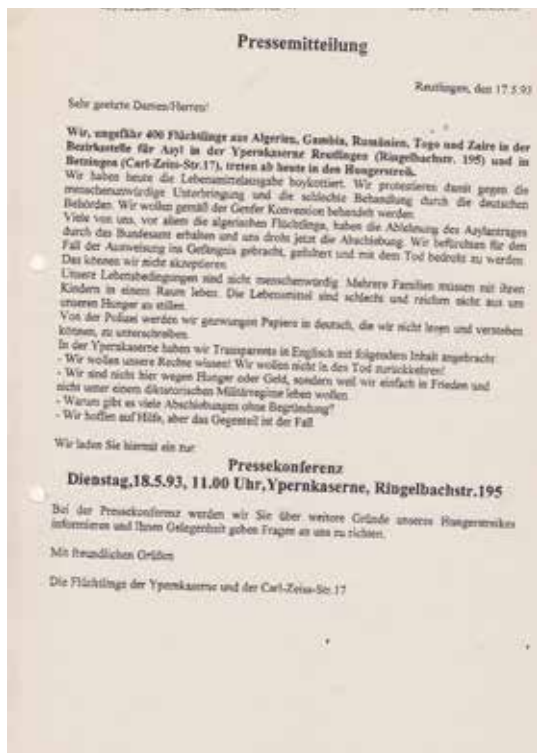 Pressemitteilung
Reutlingen, den 17.5.93
Sehr geehrte Damen/Herren!
Wir, ungefähr 400 Flüchtlinge aus Algerien, Gambia, Rumänien, Togo und Zaire in der
Bezirksstelle für Asyl in der Ypernkaserne Reutlingen (Ringelbachstr. 195) und in
Betzingen (Carl-Zeiss-Str.17), treten ab heute in den Hungerstreik.
Wir haben heute die Lebensmittelausgabe boykottiert. Wir protestieren damit gegen die
menschenunwürdige Unterbringung und die schlechte Behandlung durch die deutschen
Behörden. Wir wollen gemäß der Genfer Konvention behandelt werden.
Viele von uns, vor allem die algerischen Flüchtlinge, haben die Ablehnung des Asylantrages
durch das Bundesamt erhalten und uns droht jetzt die Abschiebung. Wir befürchten für den
Fall der Ausweisung ins Gefängnis gebracht, gefoltert und mit dem Tod bedroht zu werden.
Das können wir nicht akzeptieren.
Unsere Lebensbedingungen sind nicht menschenwürdig. Mehrere Familien müssen mit ihren
Kindern in einem Raum leben. Die Lebensmittel sind schlecht und reichen nicht aus um
unseren Hunger zu stillen.
Von der Polizei werden wir gezwungen Papiere in deutsch, die wir nicht lesen und verstehen
können, zu unterschreiben.
In der Ypernkaserne haben wir Transparente in Englisch mit folgendem Inhalt angebracht:
- Wir wollen unsere Rechte wissen! Wir wollen nicht in den Tod zurückkehren!
- Wir sind nicht hier wegen Hunger oder Geld, sondern weil wir einfach in Frieden und
nicht unter einem diktatorischen Militärregime leben wollen.
- Warum gibt es viele Abschiebungen ohne Begründung?
- Wir hoffen auf Hilfe, aber das Gegenteil ist der Fall.
Wir laden Sie hiermit ein zur
Pressekonferenz
Dienstag,18.5.93, 11.00 Uhr,Ypernkaserne, Ringelbachstr.195
Bei der Pressekonferenz werden wir Sie über weitere Gründe unseres Hungerstreikes
informieren und Ihnen Gelegenheit geben Fragen an uns zu richten.
Mit freundlichen Grüßen
Die Flüchtlinge der Ypernkaserne und der Carl-Zeiss-Str.17